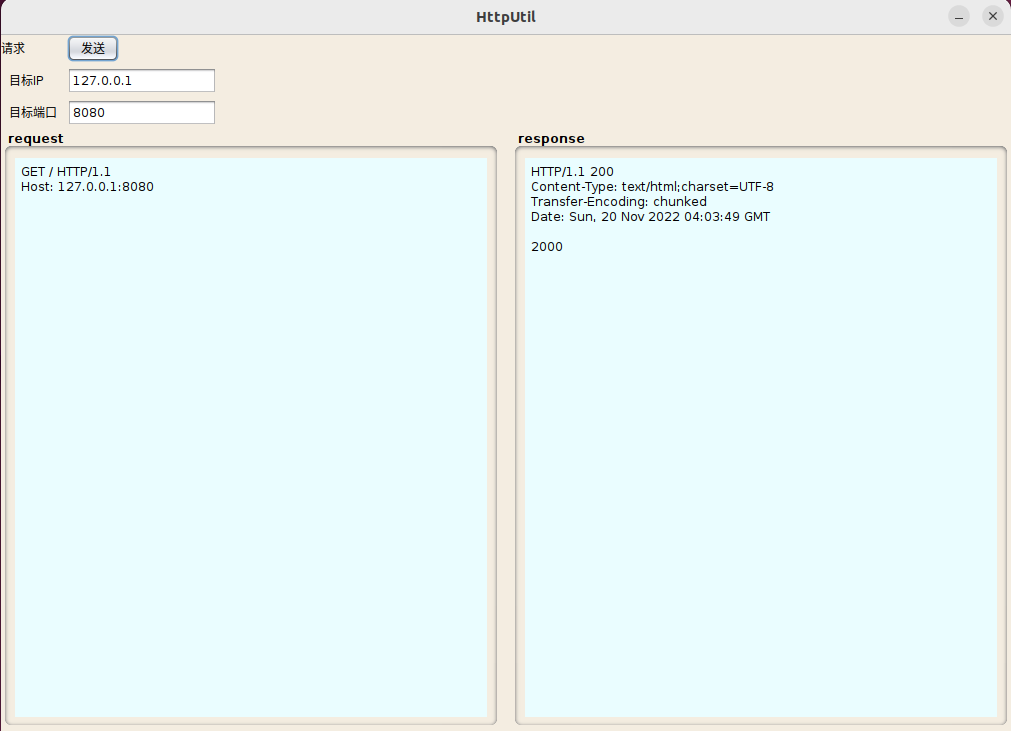 HttpUtil
请求 发送
目标IP 127.0.0.1
目标端口 8080
request
GET / HTTP/1.1
Host: 127.0.0.1:8080
response
HTTP/1.1 200
Content-Type: text/html;charset=UTF-8
Transfer-Encoding: chunked
Date: Sun, 20 Nov 2022 04:03:49 GMT
2000